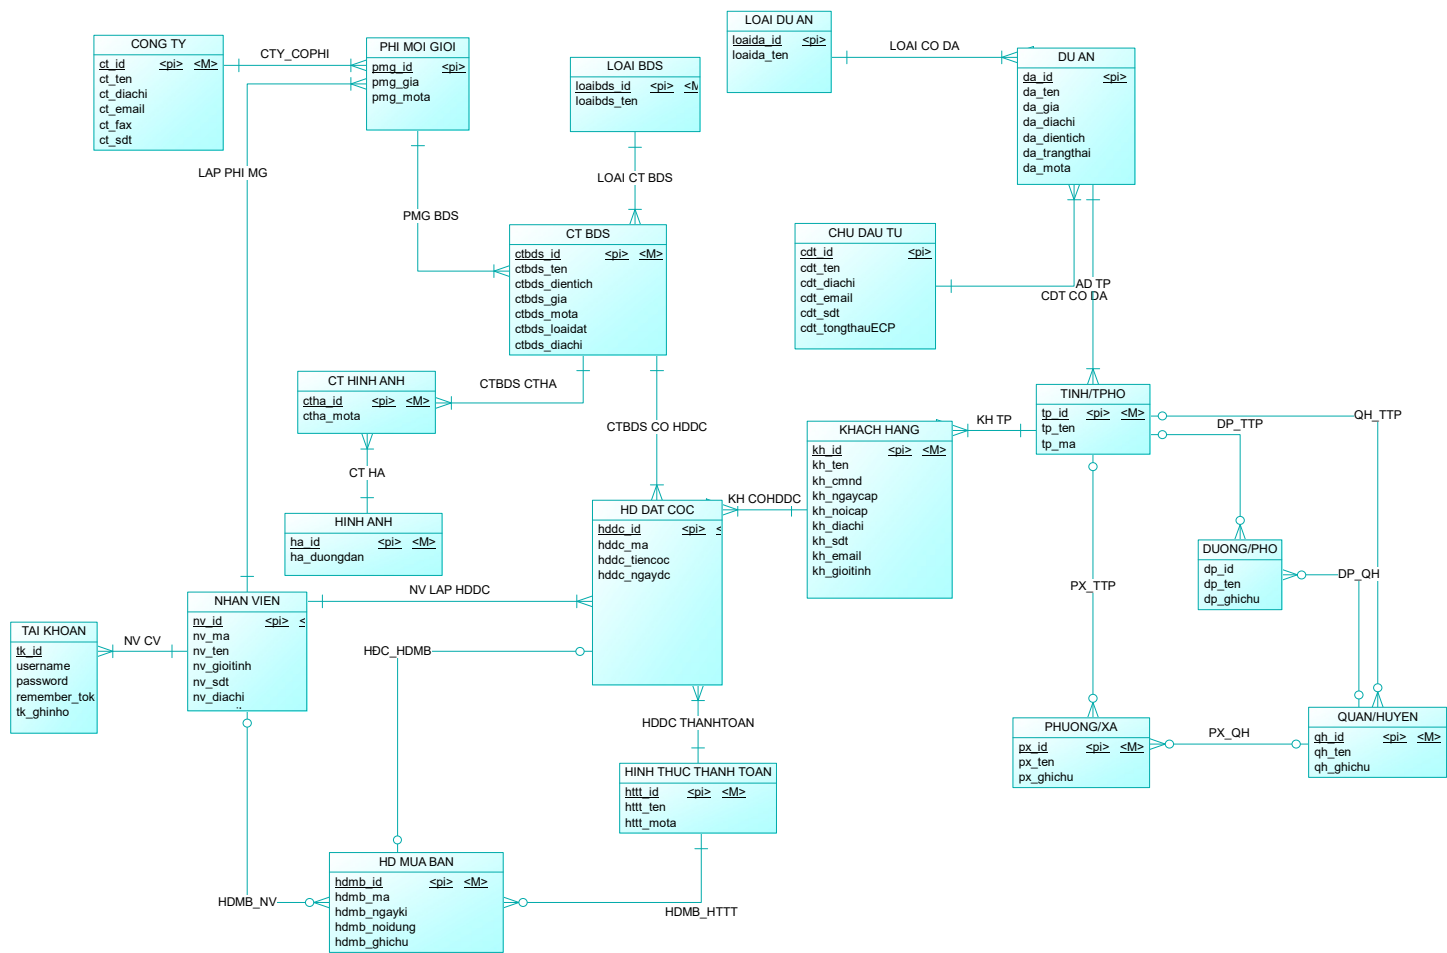 CONG TY
ct_id <pi> <M>
ct_ten
ct_diachi
ct_email
ct_fax
ct_sdt
CTY_COPHI
PHI MOI GIOI
pmg_id <pi>
pmg_gia
pmg_mota
LOAI BDS
loaibds_id <pi> <M
loaibds_ten
LOAI DU AN
loaida_id <pi>
loaida_ten
LOAI CO DA
DU AN
da_id <pi>
da_ten
da_gia
da_diachi
da_dientich
da_trangthai
da_mota
LAP PHI MG
PMG BDS
LOAI CT BDS
CT BDS
ctbds_id <pi> <M>
ctbds_ten
ctbds_dientich
ctbds_gia
ctbds_mota
ctbds_loaidat
ctbds_diachi
CHU DAU TU
cdt_id <pi>
cdt_ten
cdt_diachi
cdt_email
cdt_sdt
cdt_tongthauECP
AD TP
CDT CO DA
CT HINH ANH
ctha_id <pi> <M>
ctha_mota
CTBDS CTHA
CTBDS CO HDDC
CT HA
HINH ANH
ha_id <pi> <M>
ha_duongdan
KHACH HANG
kh_id <pi> <M>
kh_ten
kh_cmnd
kh_ngaycap
kh_noicap
kh_diachi
kh_sdt
kh_email
kh_gioitinh
KH TP
TINH/TPHO
tp_id <pi> <M>
tp_ten
tp_ma
QH_TTP
DP_TTP
KH COHDDC
HD DAT COC
hddc_id <pi> <
hddc_ma
hddc_tiencoc
hddc_ngaydc
DUONG/PHO
dp_id
dp_ten
dp_ghichu
DP_QH
PX_TTP
NV LAP HDDC
NHAN VIEN
nv_id <pi> <
nv_ma
nv_ten
nv_gioitinh
nv_sdt
nv_diachi
TAI KHOAN
tk_id
username
password
remember_tok
tk_ghinho
NV CV
HĐC_HDMB
HDDC THANHTOAN
HINH THUC THANH TOAN
httt_id <pi> <M>
httt_ten
httt_mota
PHUONG/XA
px_id <pi> <M>
px_ten
px_ghichu
PX_QH
QUAN/HUYEN
qh_id <pi> <M>
qh_ten
qh_ghichu
HD MUA BAN
hdmb_id <pi> <M>
hdmb_ma
hdmb_ngayki
hdmb_noidung
hdmb_ghichu
HDMB_NV
HDMB_HTTT